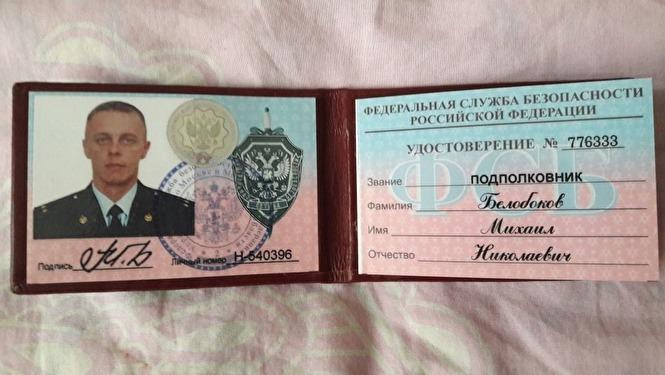 Подпись
Личный номер Н-540396
ФЕДЕРАЛЬНАЯ СЛУЖБА БЕЗОПАСНОСТИ
РОССИЙСКОЙ ФЕДЕРАЦИИ
ФСБ
УДОСТОВЕРЕНИЕ № 776333
Звание ПОДПОЛКОВНИК
Фамилия Белобоков
Имя Михаил
Отчество Николаевич